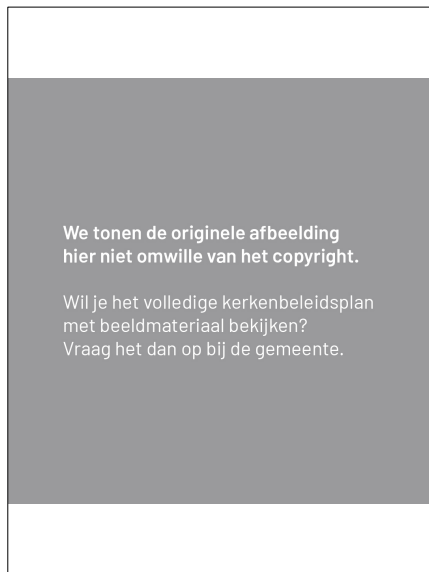 We tonen de originele afbeelding
hier niet omwille van het copyright.
Wil je het volledige kerkenbeleidsplan
met beeldmateriaal bekijken?
Vraag het dan op bij de gemeente.